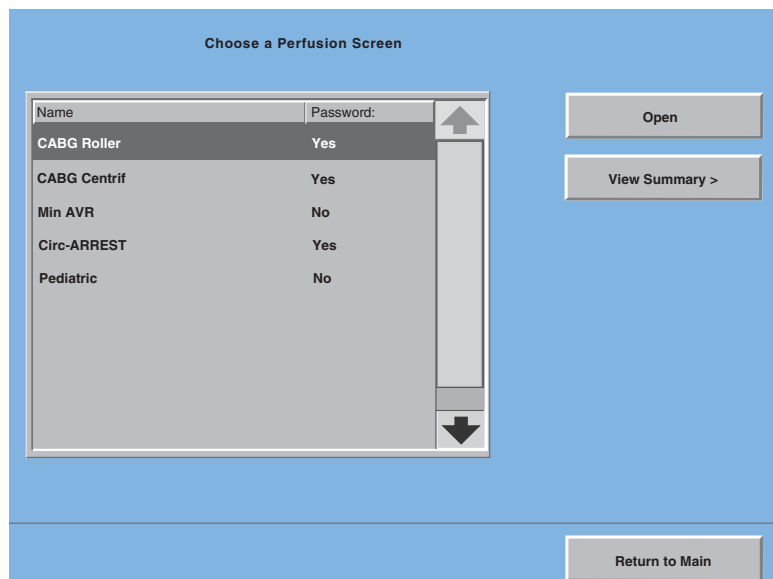 Choose a Perfusion Screen
Name Password:
CABG Roller Yes
CABG Centrif Yes
Min AVR No
Circ-ARREST Yes
Pediatric No
Open
View Summary >
Return to Main